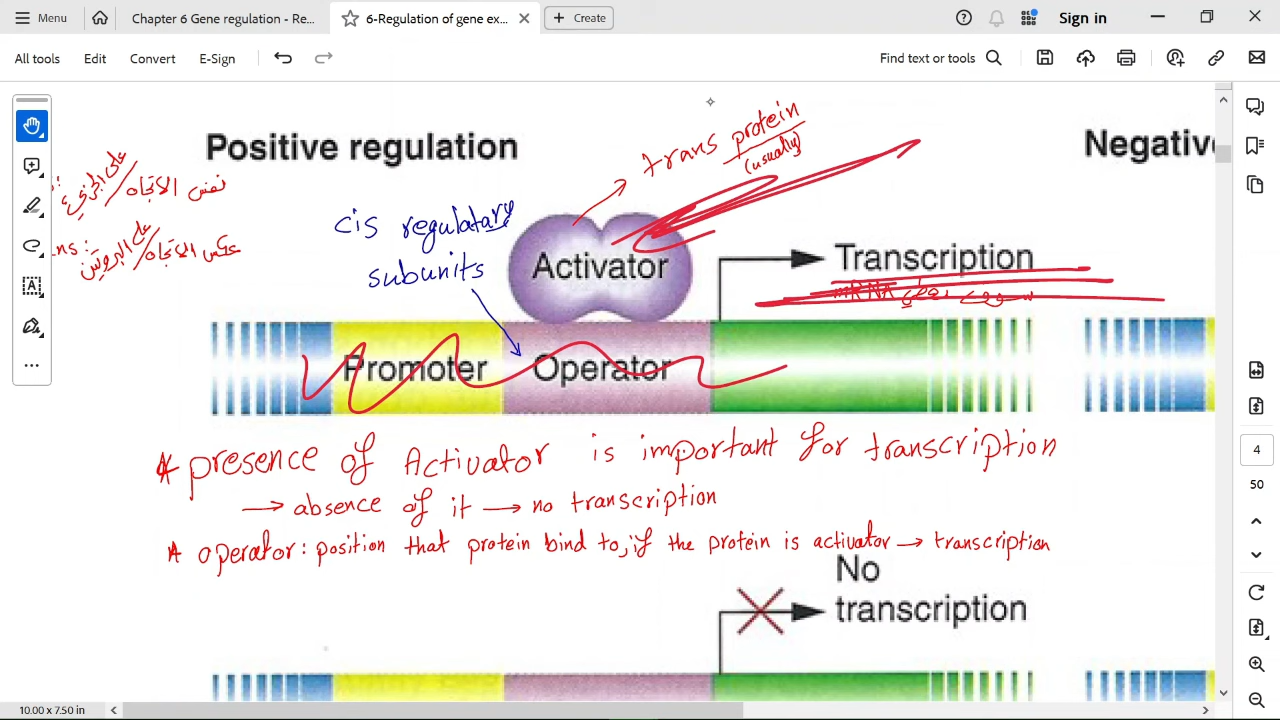 Menu
Chapter 6 Gene regulation - Re...
6-Regulation of gene ex...
Create
Sign in
All tools
Edit
Convert
E-Sign
Find text or tools
Positive regulation
Negativ
trans protein
(usually)
نفس الاتجاه
عكس الاتجاه
cis regulatary
subunits
Activator
Transcription
mRNA
Promoter
Operator
presence of Activator is important for transcription
→ absence of it → no transcription
operator: position that protein bind to, if the protein is activator → transcription
No
transcription
4
50
10.00 x 7.50 in